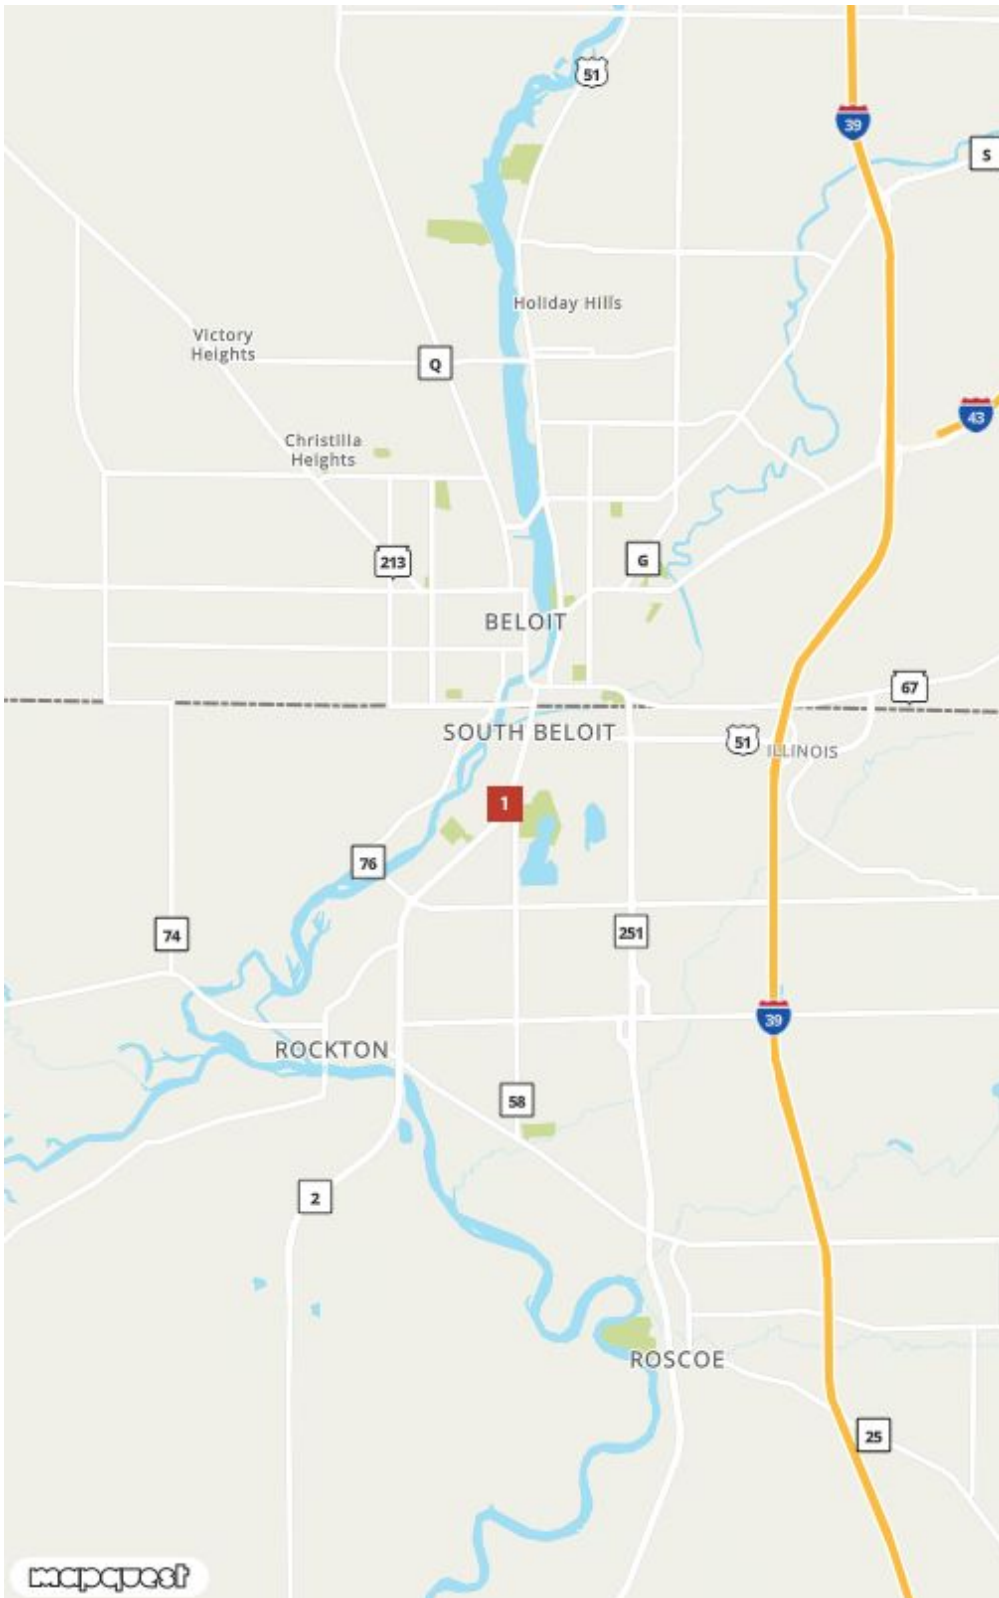 51
39
S
Holiday Hills
Victory
Heights
Q
43
Christilla
Heights
213
G
BELOIT
67
SOUTH BELOIT
51
ILLINOIS
1
76
74
251
39
ROCKTON
58
2
ROSCOE
25
mapquest